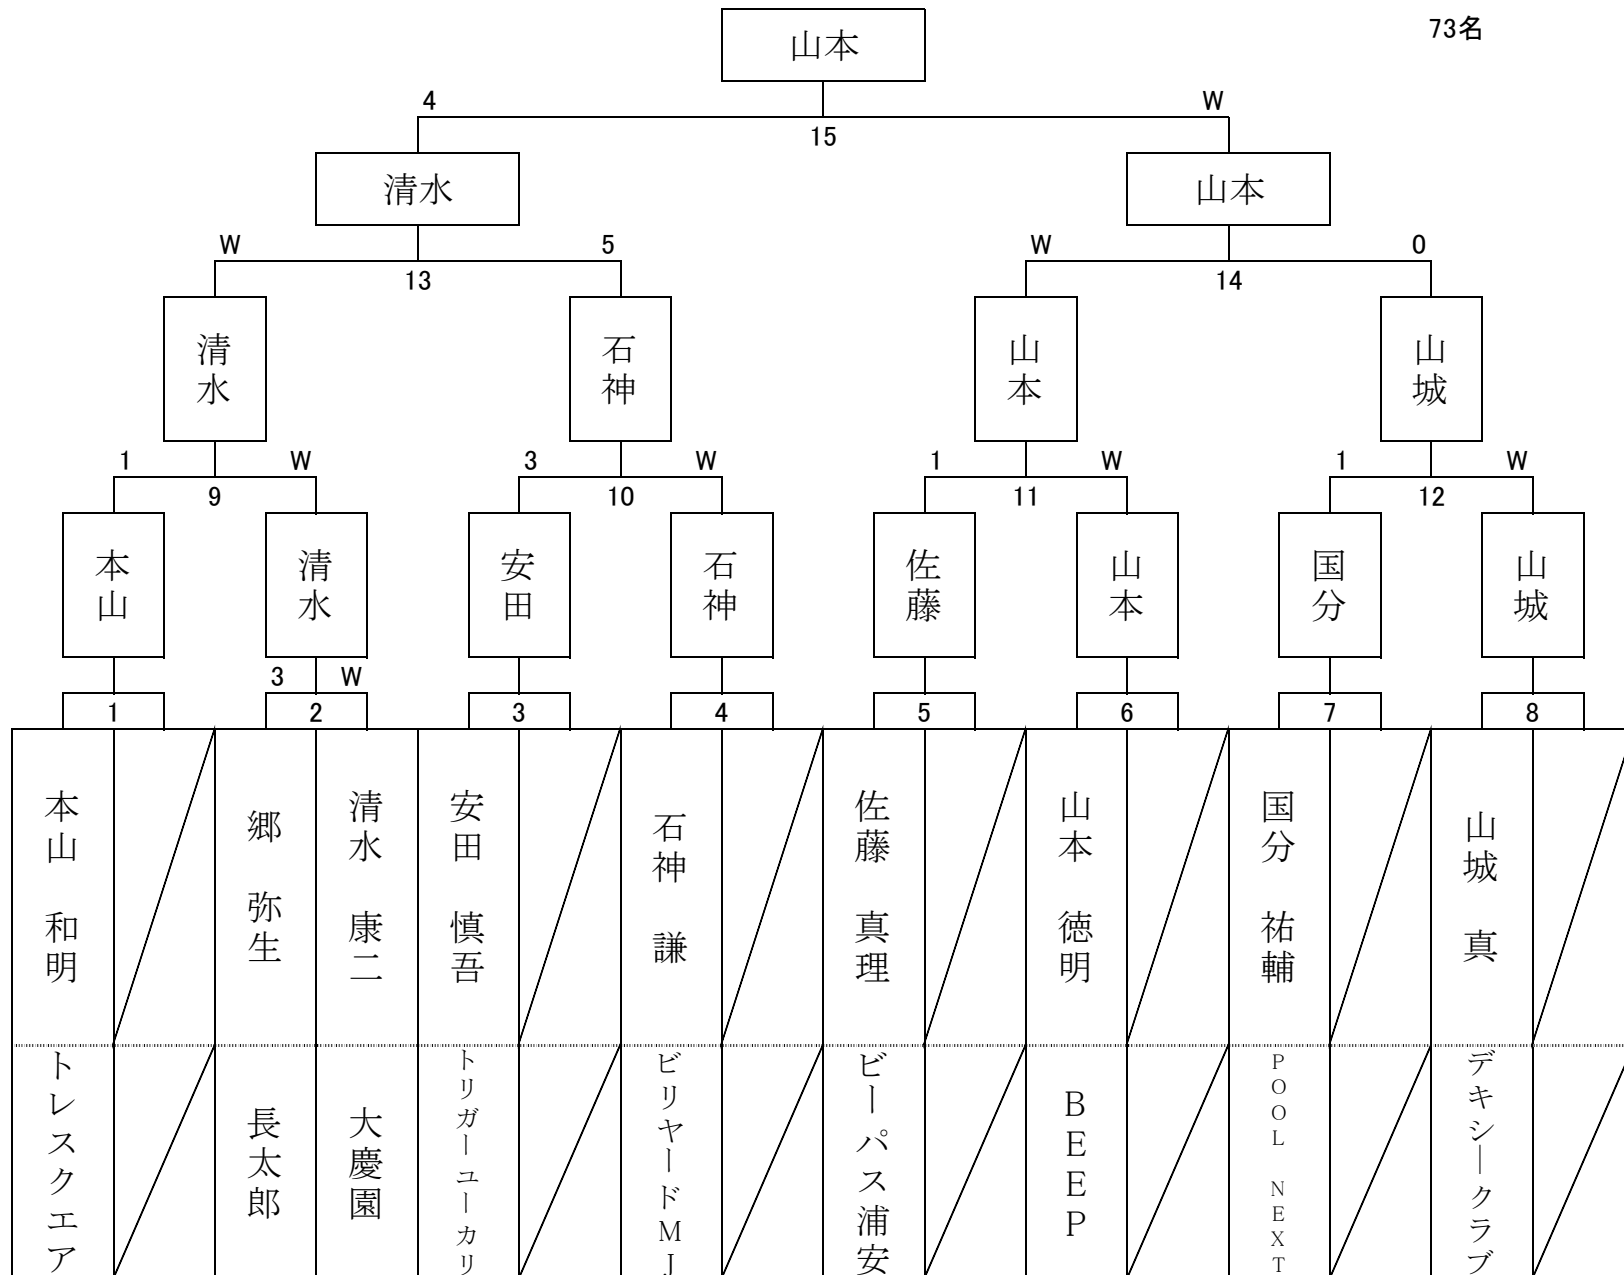 73名
山本
4 W
15
清水 山本
W 5 W 0
13 14
清水 石神 山本 山城
1 W 3 W 1 W 1 W
9 10 11 12
本山 清水 安田 石神 佐藤 山本 国分 山城
3 W
1 2 3 4 5 6 7 8
本山 和明
郷 弥生
清水 康二
安田 慎吾
石神 謙
佐藤 真理
山本 徳明
国分 祐輔
山城 真
トレスクエア
長太郎
大慶園
トリガーユーカリ
ビリヤードMJ
ビーパス浦安
BEEP
POOL NEXT
デキシークラブ